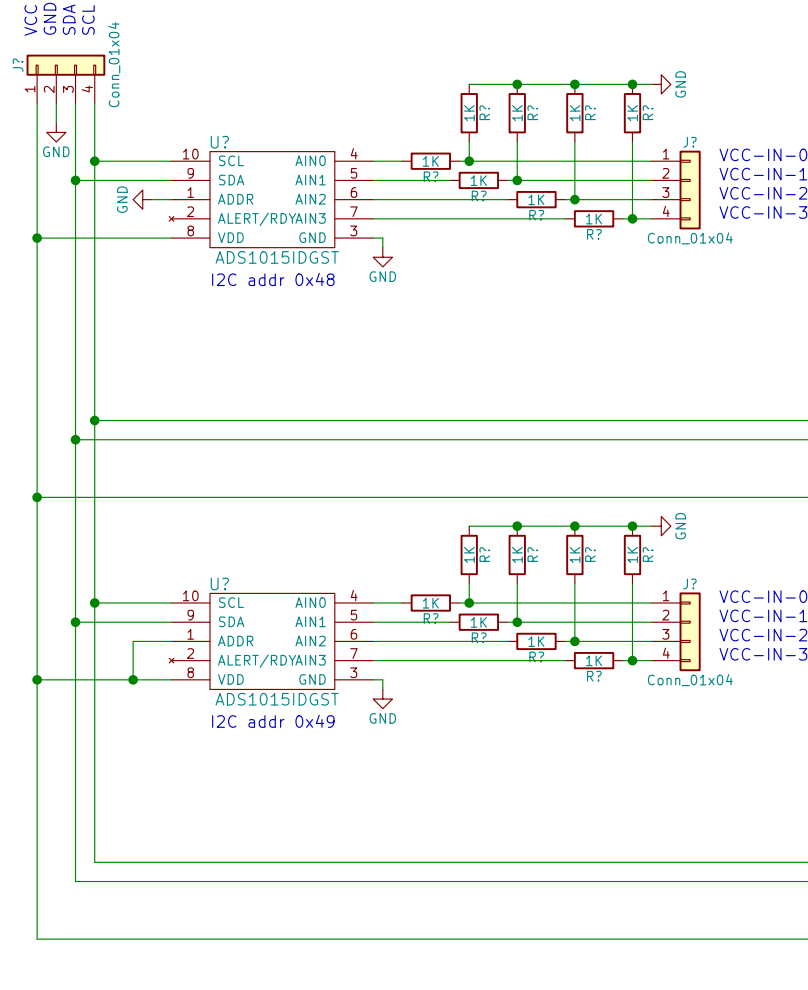 VCC
GND
SDA
SCL
J?
Conn_01x04
1
2
3
4
GND
1K
R?
1K
R?
1K
R?
1K
R?
GND
U?
10 SCL AIN0 4
9 SDA AIN1 5
1 ADDR AIN2 6
2 ALERT/RDY AIN3 7
8 VDD GND 3
ADS1015IDGST
I2C addr 0x48
GND
GND
1K
R?
1K
R?
1K
R?
1K
R?
J?
1 VCC-IN-0
2 VCC-IN-1
3 VCC-IN-2
4 VCC-IN-3
Conn_01x04
1K
R?
1K
R?
1K
R?
1K
R?
GND
U?
10 SCL AIN0 4
9 SDA AIN1 5
1 ADDR AIN2 6
2 ALERT/RDY AIN3 7
8 VDD GND 3
ADS1015IDGST
I2C addr 0x49
GND
1K
R?
1K
R?
1K
R?
1K
R?
J?
1 VCC-IN-0
2 VCC-IN-1
3 VCC-IN-2
4 VCC-IN-3
Conn_01x04